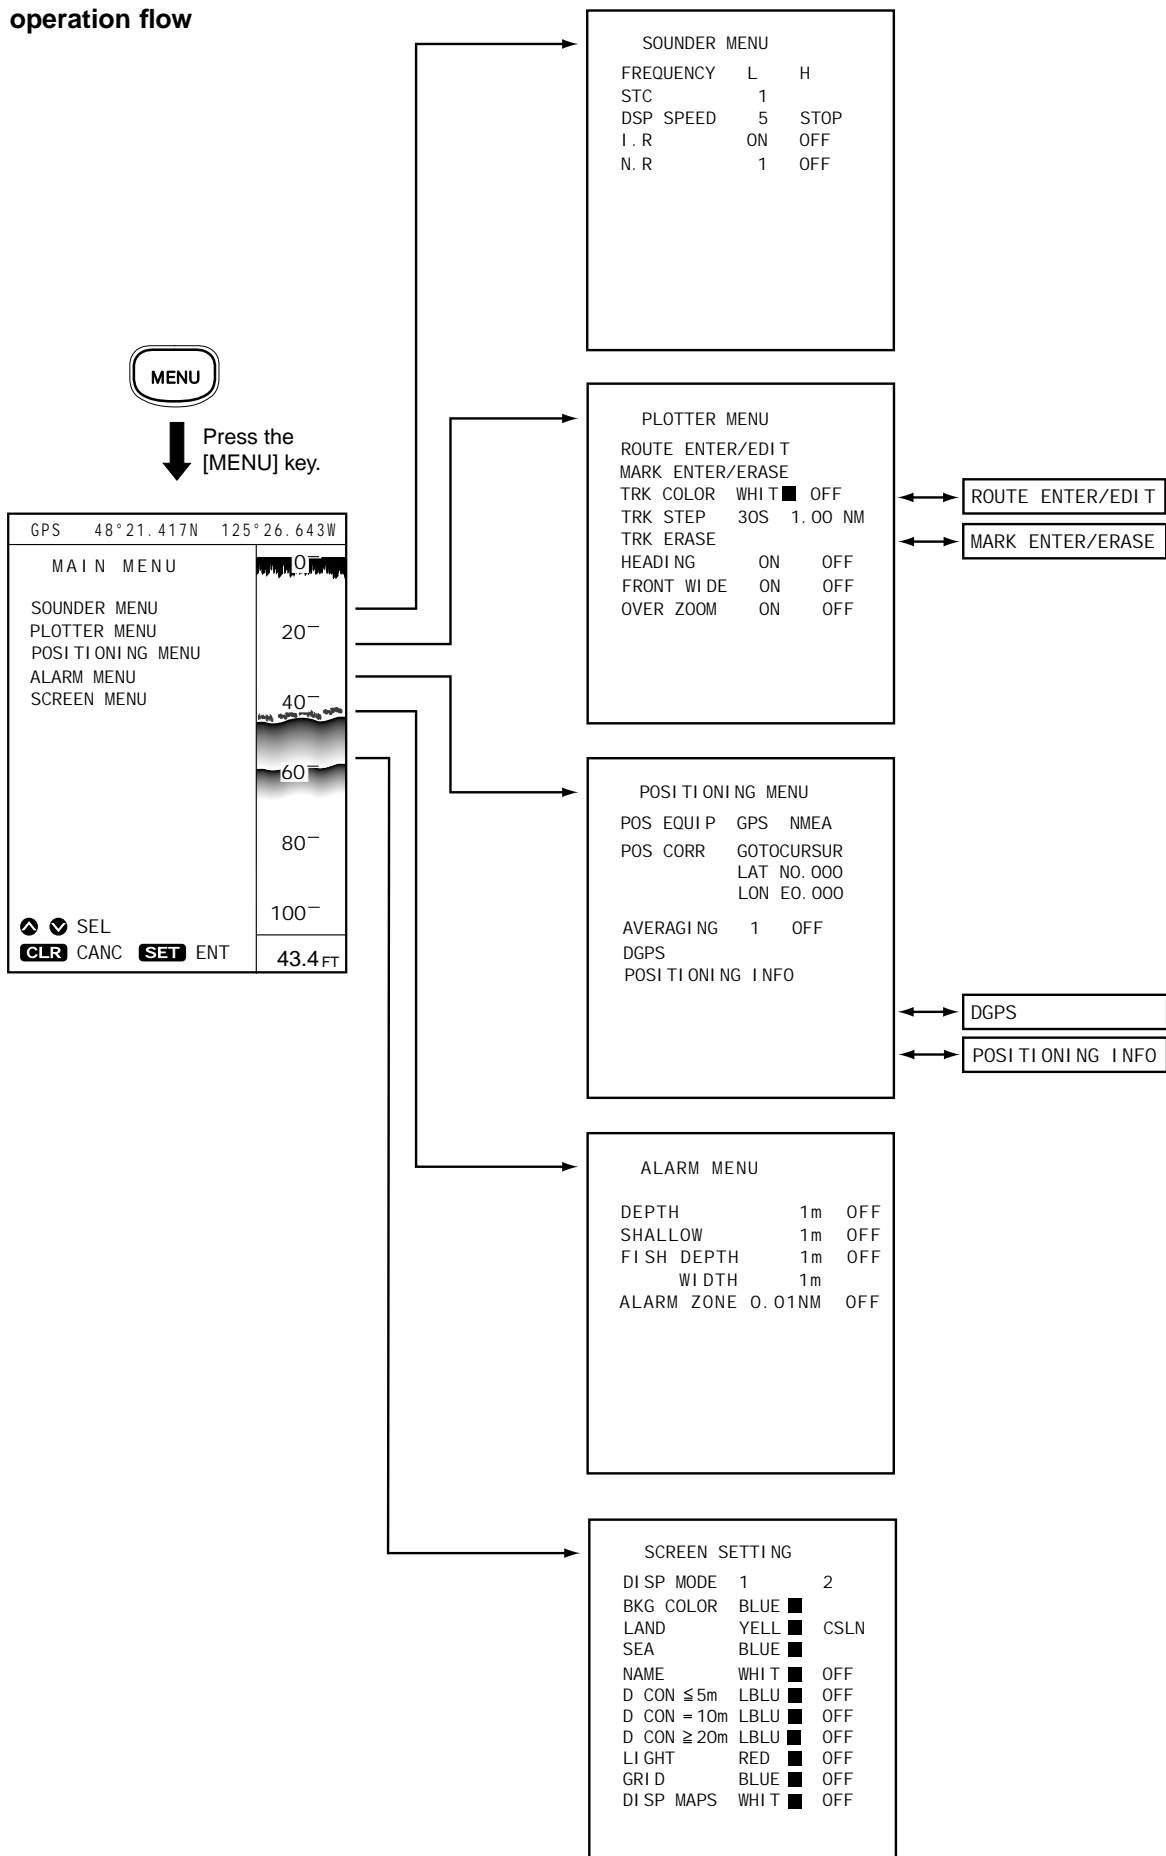 operation flow
MENU
Press the
[MENU] key.
GPS 48°21.417N 125°26.643W
MAIN MENU
SOUNDER MENU
PLOTTER MENU
POSITIONING MENU
ALARM MENU
SCREEN MENU
0
20
40
60
80
100
SEL
CLR CANC SET ENT
43.4 FT
SOUNDER MENU
FREQUENCY L H
STC 1
DSP SPEED 5 STOP
I.R ON OFF
N.R 1 OFF
PLOTTER MENU
ROUTE ENTER/EDIT
MARK ENTER/ERASE
TRK COLOR WHIT■ OFF
TRK STEP 30S 1.00 NM
TRK ERASE
HEADING ON OFF
FRONT WIDE ON OFF
OVER ZOOM ON OFF
ROUTE ENTER/EDIT
MARK ENTER/ERASE
POSITIONING MENU
POS EQUIP GPS NMEA
POS CORR GOTOCURSUR
LAT N0.000
LON E0.000
AVERAGING 1 OFF
DGPS
POSITIONING INFO
DGPS
POSITIONING INFO
ALARM MENU
DEPTH 1m OFF
SHALLOW 1m OFF
FISH DEPTH 1m OFF
WIDTH 1m
ALARM ZONE 0.01NM OFF
SCREEN SETTING
DISP MODE 1 2
BKG COLOR BLUE■
LAND YELL■ CSLN
SEA BLUE■
NAME WHIT■ OFF
D CON ≦5m LBLU■ OFF
D CON =10m LBLU■ OFF
D CON ≧20m LBLU■ OFF
LIGHT RED ■ OFF
GRID BLUE■ OFF
DISP MAPS WHIT■ OFF